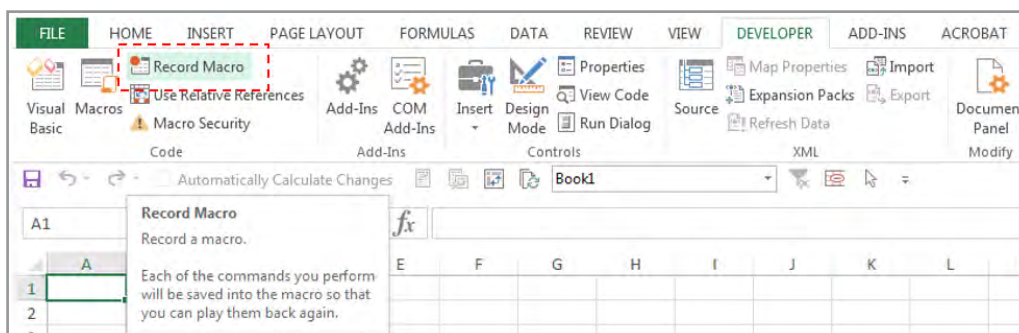 FILE HOME INSERT PAGE LAYOUT FORMULAS DATA REVIEW VIEW DEVELOPER ADD-INS ACROBAT
Record Macro Properties Map Properties Import
Use Relative References View Code Expansion Packs Export
Visual Basic Macros Add-Ins COM Add-Ins Insert Design Mode Source Documen Panel
Macro Security Run Dialog Refresh Data
Code Add-Ins Controls XML Modify
Automatically Calculate Changes Book1
A1 fx
Record Macro
Record a macro.
Each of the commands you perform
will be saved into the macro so that
you can play them back again.
A E F G H I J K L
1
2